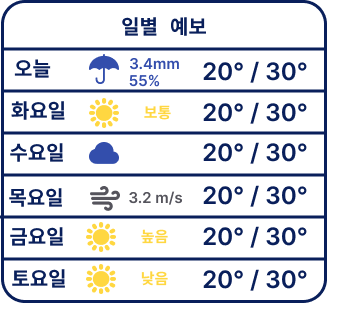 일별 예보
오늘 3.4mm 55% 20° / 30°
화요일 보통 20° / 30°
수요일 20° / 30°
목요일 3.2 m/s 20° / 30°
금요일 높음 20° / 30°
토요일 낮음 20° / 30°